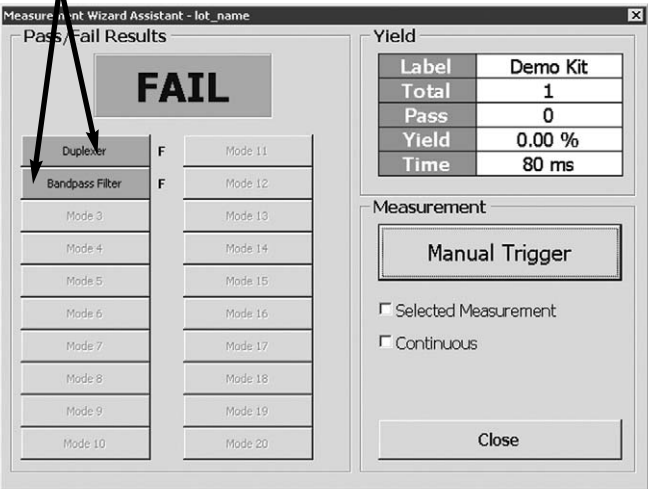 Measurement Wizard Assistant - lot_name
Pass/Fail Results
FAIL
Duplexer F Mode 11
Bandpass Filter F Mode 12
Mode 3 Mode 13
Mode 4 Mode 14
Mode 5 Mode 15
Mode 6 Mode 16
Mode 7 Mode 17
Mode 8 Mode 18
Mode 9 Mode 19
Mode 10 Mode 20
Yield
Label Demo Kit
Total 1
Pass 0
Yield 0.00 %
Time 80 ms
Measurement
Manual Trigger
Selected Measurement
Continuous
Close